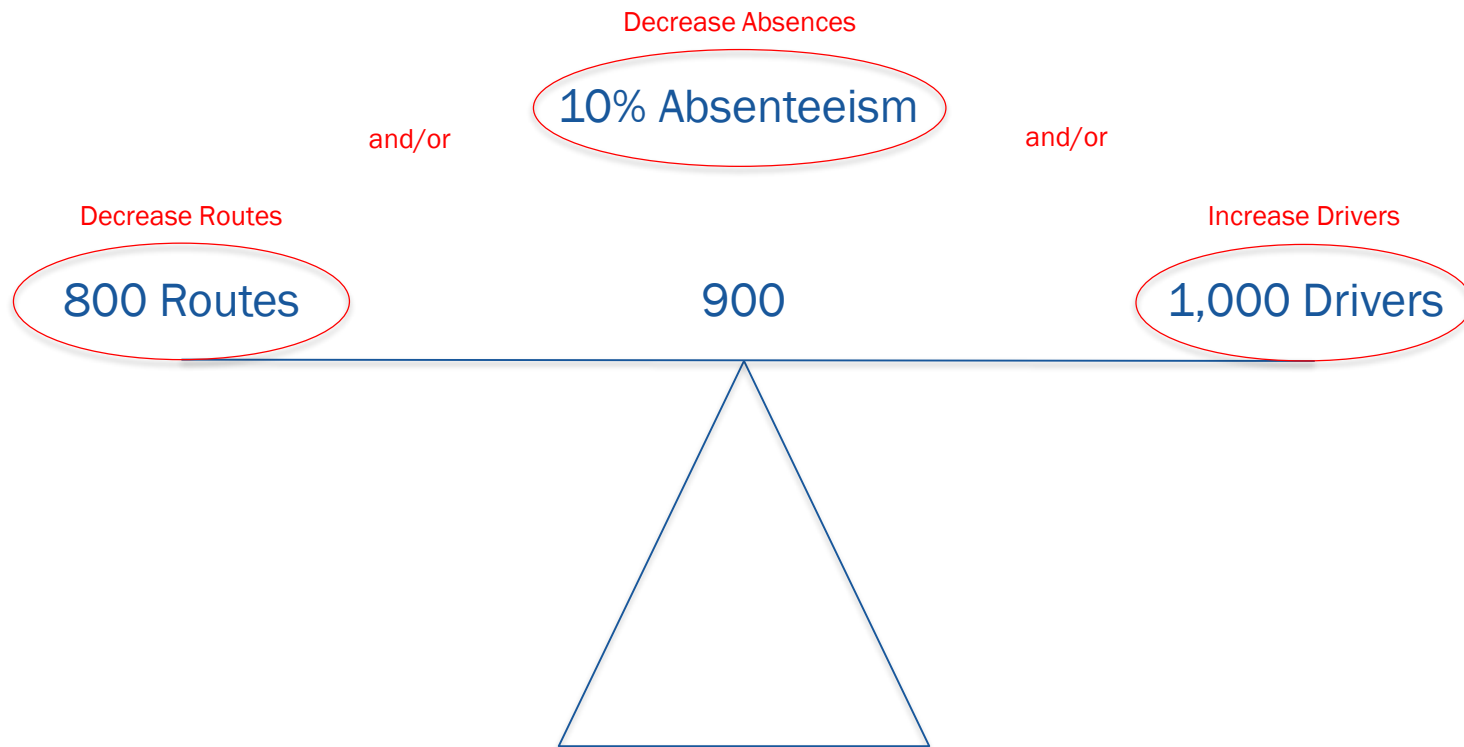 Decrease Absences
10% Absenteeism
and/or
and/or
Decrease Routes
Increase Drivers
800 Routes
900
1,000 Drivers